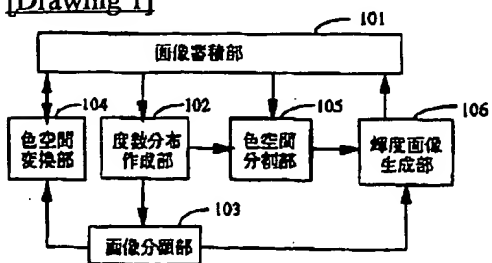 [Drawing 1]
101
画像蓄積部
104
102
105
106
色空間
変換部
度数分布
作成部
色空間
分割部
輝度画像
生成部
103
画像分類部